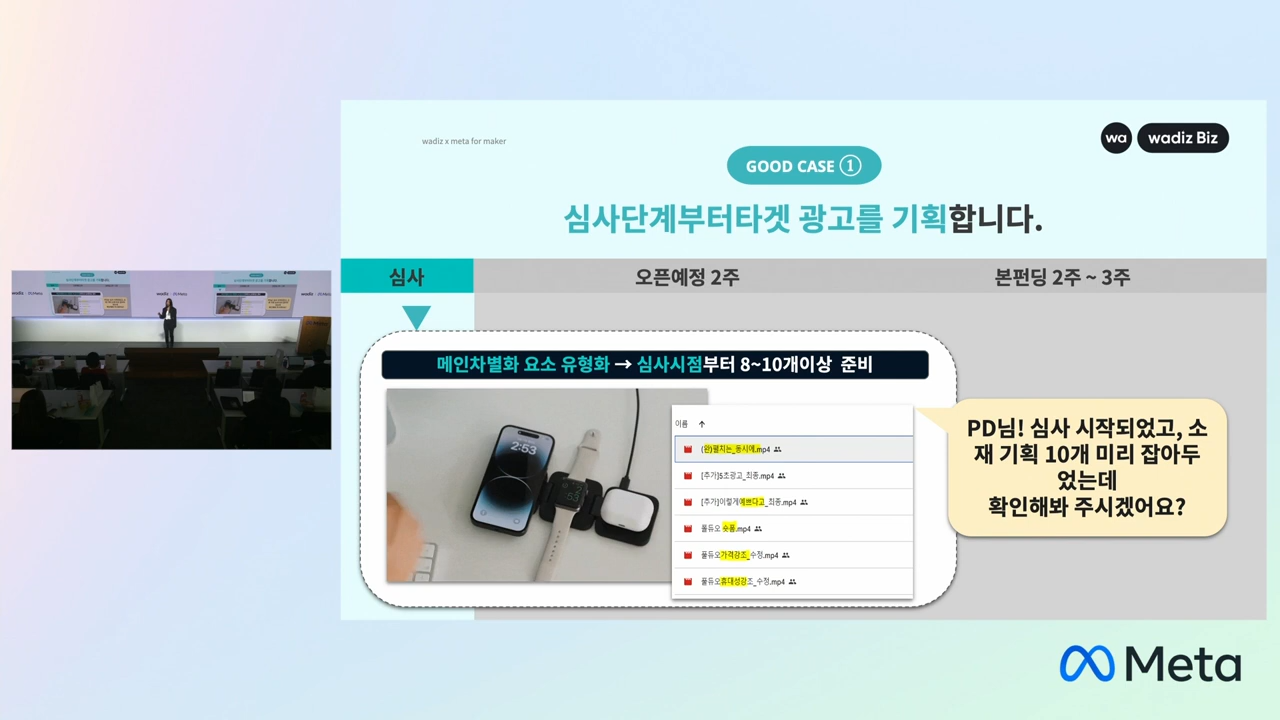 wadiz x meta for maker
wa wadiz Biz
GOOD CASE ①
심사단계부터타겟 광고를 기획합니다.
심사
오픈예정 2주
본펀딩 2주 ~ 3주
메인차별화 요소 유형화 → 심사시점부터 8~10개이상 준비
2:53
이름 ↑
(완)펼치는_동시에.mp4
[추가]5초광고_최종.mp4
[추가]이렇게예쁘다고_최종.mp4
폴듀오 숏폼.mp4
폴듀오가격강조_수정.mp4
폴듀오휴대성강조_수정.mp4
PD님! 심사 시작되었고, 소
재 기획 10개 미리 잡아두
었는데
확인해봐 주시겠어요?
Meta